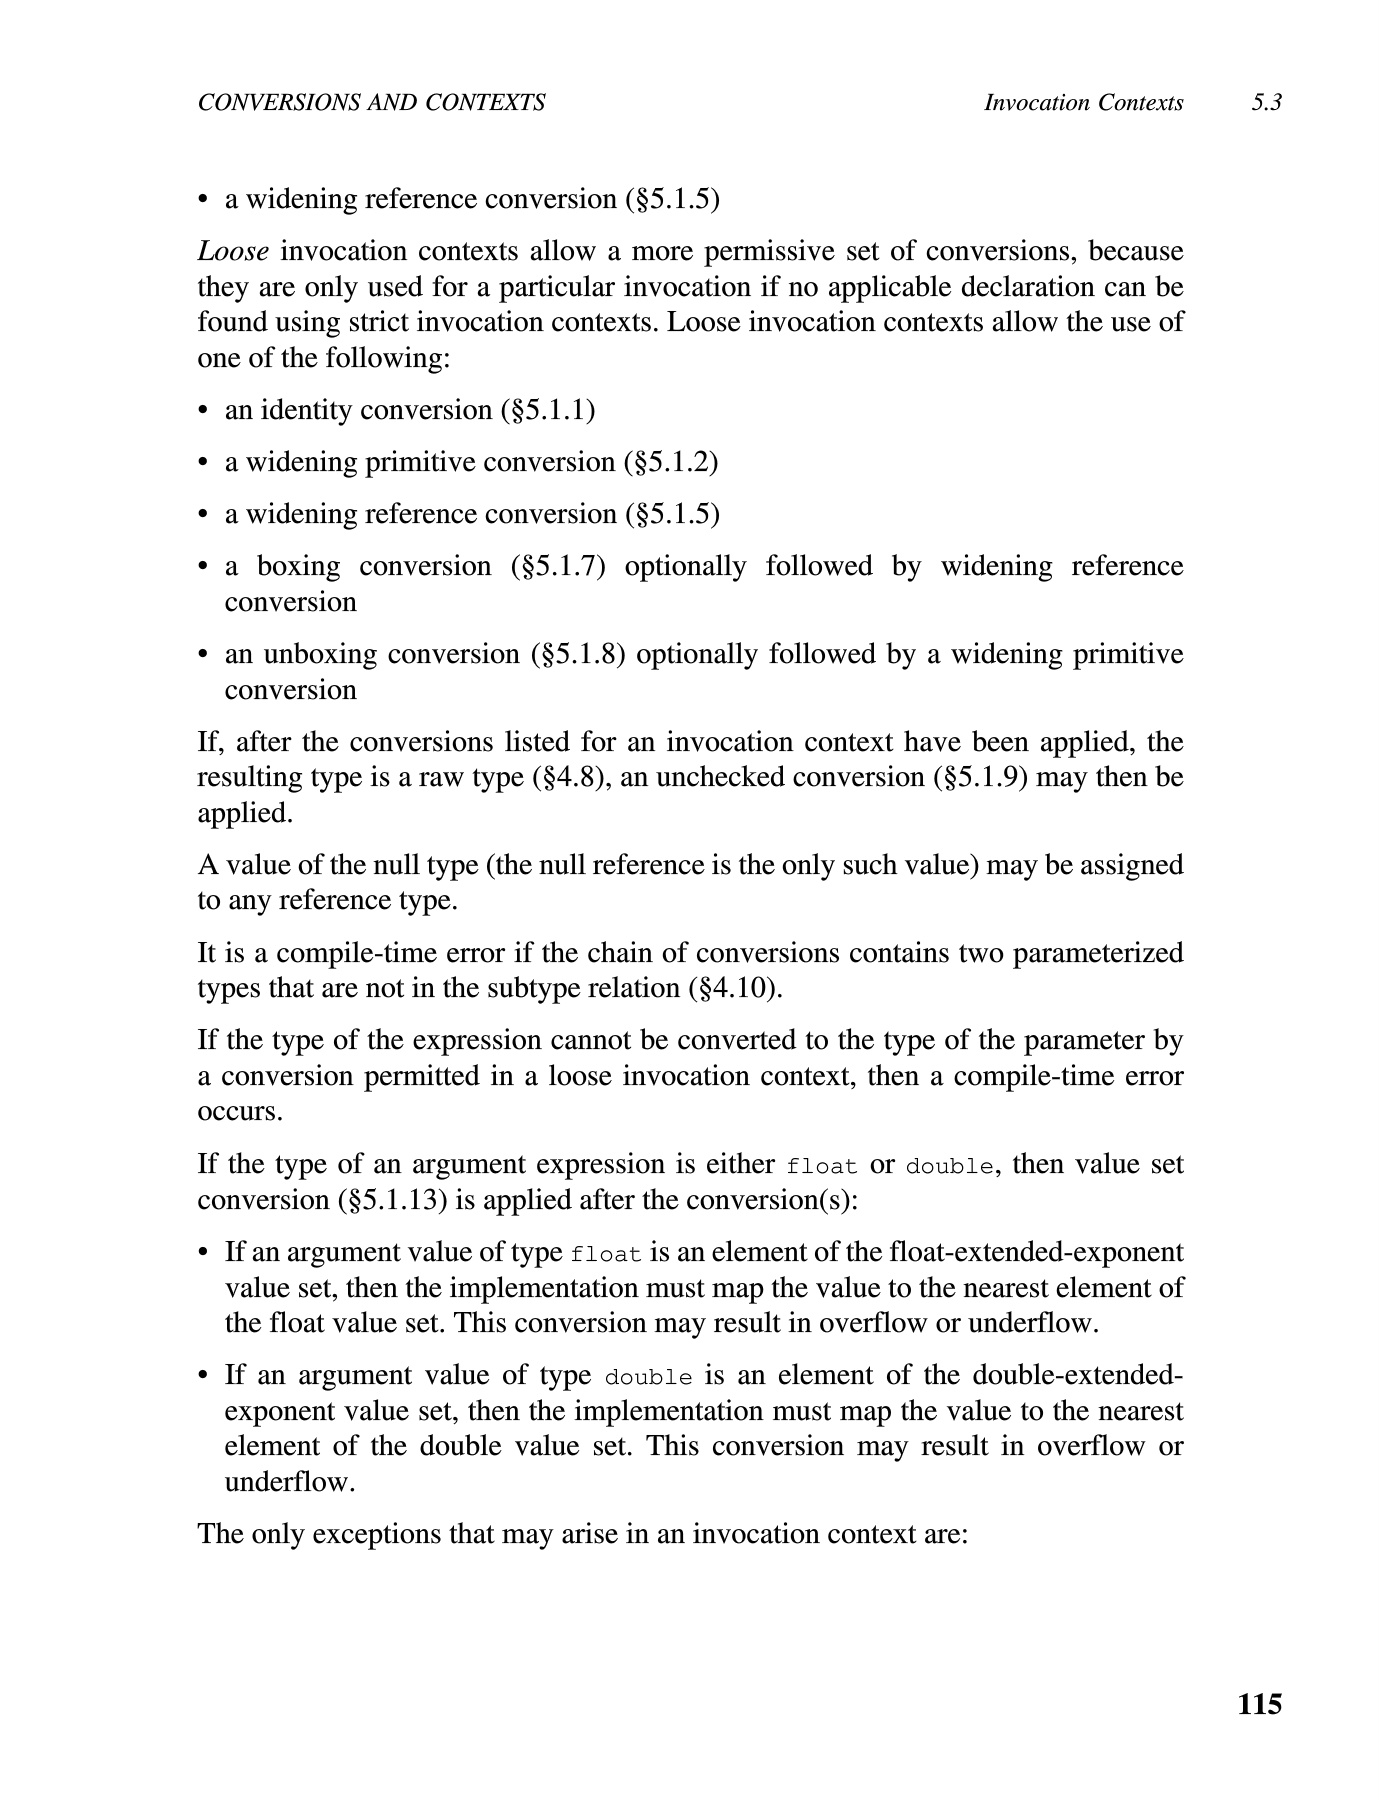 CONVERSIONS AND CONTEXTS Invocation Contexts 5.3
• a widening reference conversion (§5.1.5)
Loose invocation contexts allow a more permissive set of conversions, because
they are only used for a particular invocation if no applicable declaration can be
found using strict invocation contexts. Loose invocation contexts allow the use of
one of the following:
• an identity conversion (§5.1.1)
• a widening primitive conversion (§5.1.2)
• a widening reference conversion (§5.1.5)
• a boxing conversion (§5.1.7) optionally followed by widening reference
conversion
• an unboxing conversion (§5.1.8) optionally followed by a widening primitive
conversion
If, after the conversions listed for an invocation context have been applied, the
resulting type is a raw type (§4.8), an unchecked conversion (§5.1.9) may then be
applied.
A value of the null type (the null reference is the only such value) may be assigned
to any reference type.
It is a compile-time error if the chain of conversions contains two parameterized
types that are not in the subtype relation (§4.10).
If the type of the expression cannot be converted to the type of the parameter by
a conversion permitted in a loose invocation context, then a compile-time error
occurs.
If the type of an argument expression is either float or double, then value set
conversion (§5.1.13) is applied after the conversion(s):
• If an argument value of type float is an element of the float-extended-exponent
value set, then the implementation must map the value to the nearest element of
the float value set. This conversion may result in overflow or underflow.
• If an argument value of type double is an element of the double-extended-
exponent value set, then the implementation must map the value to the nearest
element of the double value set. This conversion may result in overflow or
underflow.
The only exceptions that may arise in an invocation context are:
115